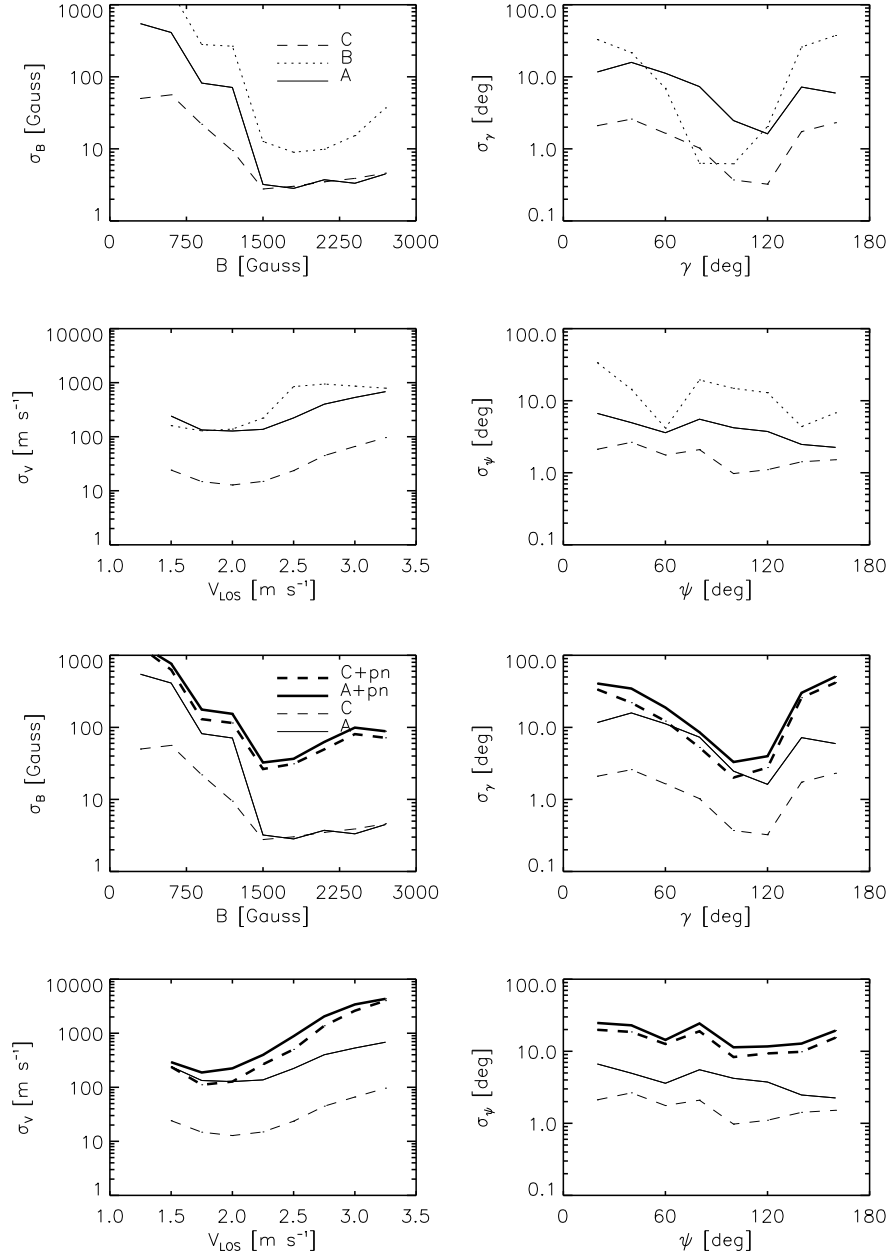 1000
100
10
1
σB [Gauss]
C
B
A
0 750 1500 2250 3000
B [Gauss]
100.0
10.0
1.0
0.1
σγ [deg]
0 60 120 180
γ [deg]
10000
1000
100
10
1
σV [m s⁻¹]
1.0 1.5 2.0 2.5 3.0 3.5
VLOS [m s⁻¹]
100.0
10.0
1.0
0.1
σψ [deg]
0 60 120 180
ψ [deg]
1000
100
10
1
σB [Gauss]
C+pn
A+pn
C
A
0 750 1500 2250 3000
B [Gauss]
100.0
10.0
1.0
0.1
σγ [deg]
0 60 120 180
γ [deg]
10000
1000
100
10
1
σV [m s⁻¹]
1.0 1.5 2.0 2.5 3.0 3.5
VLOS [m s⁻¹]
100.0
10.0
1.0
0.1
σψ [deg]
0 60 120 180
ψ [deg]